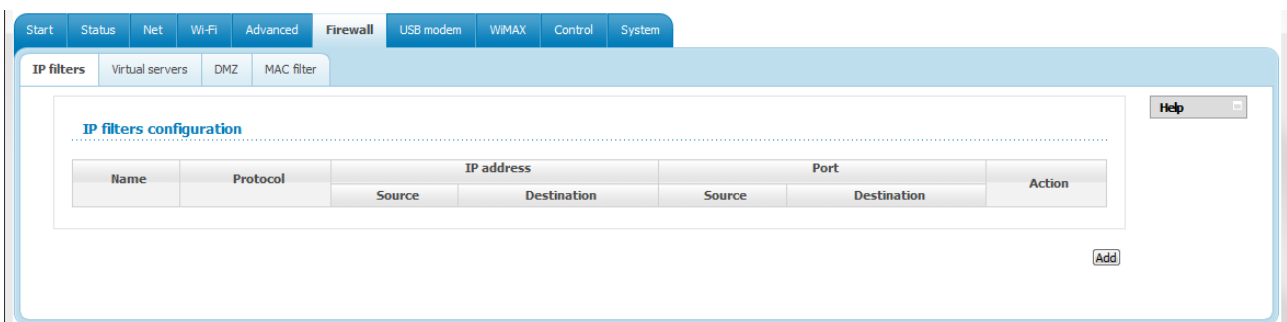 Start Status Net Wi-Fi Advanced Firewall USB modem WiMAX Control System
IP filters Virtual servers DMZ MAC filter
Help
IP filters configuration
Name Protocol IP address Port Action
Source Destination Source Destination
Add